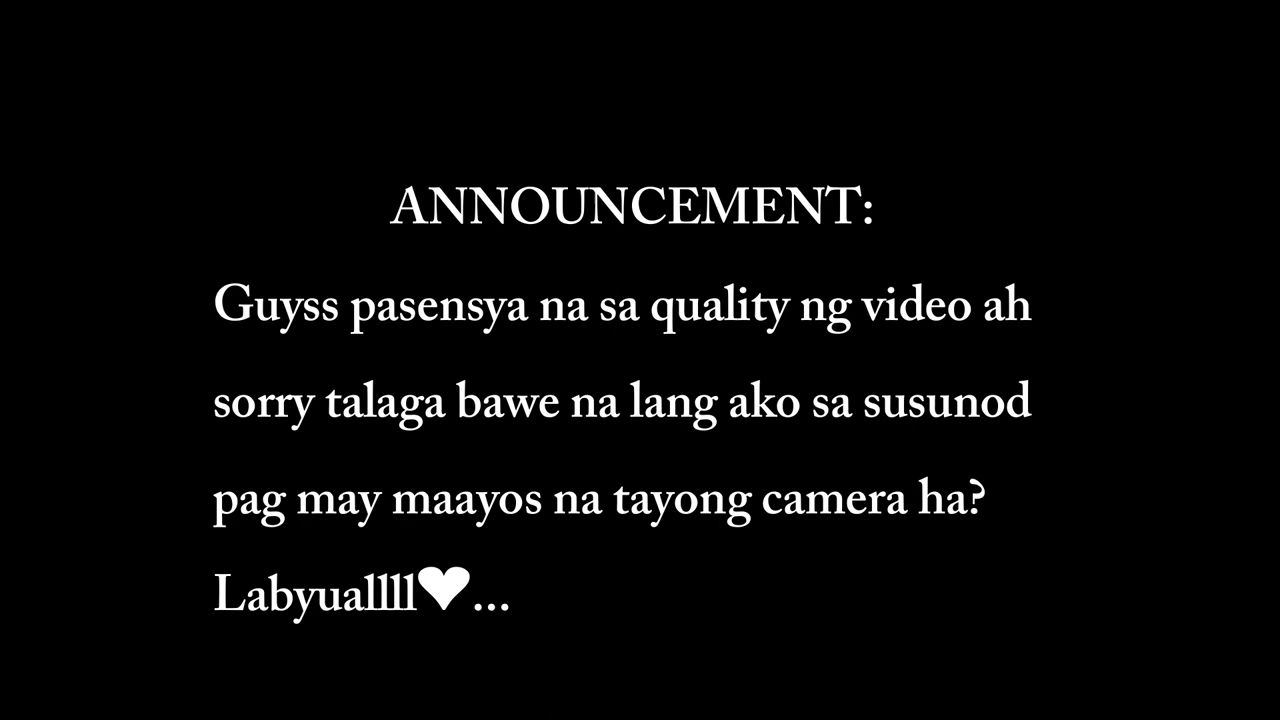 ANNOUNCEMENT:
Guyss pasensya na sa quality ng video ah
sorry talaga bawe na lang ako sa susunod
pag may maayos na tayong camera ha?
Labyuallll❤...